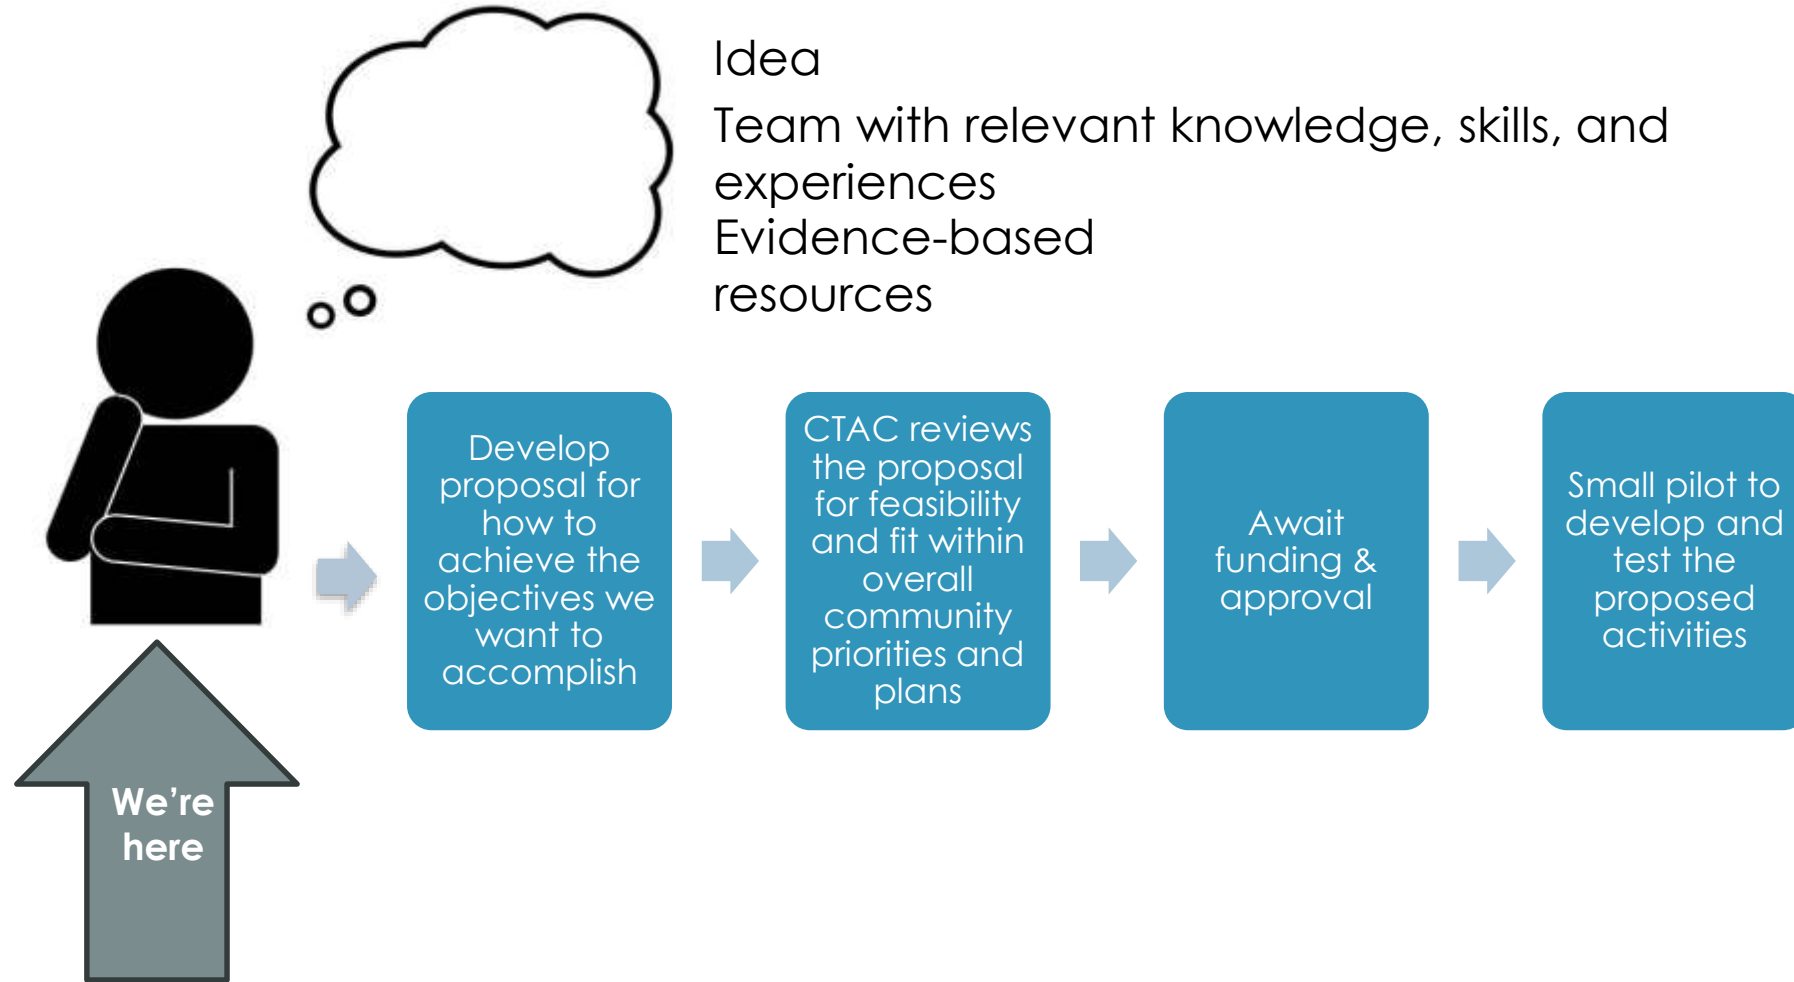 Idea
Team with relevant knowledge, skills, and
experiences
Evidence-based
resources
Develop
proposal for
how to
achieve the
objectives we
want to
accomplish
CTAC reviews
the proposal
for feasibility
and fit within
overall
community
priorities and
plans
Await
funding &
approval
Small pilot to
develop and
test the
proposed
activities
We’re
here